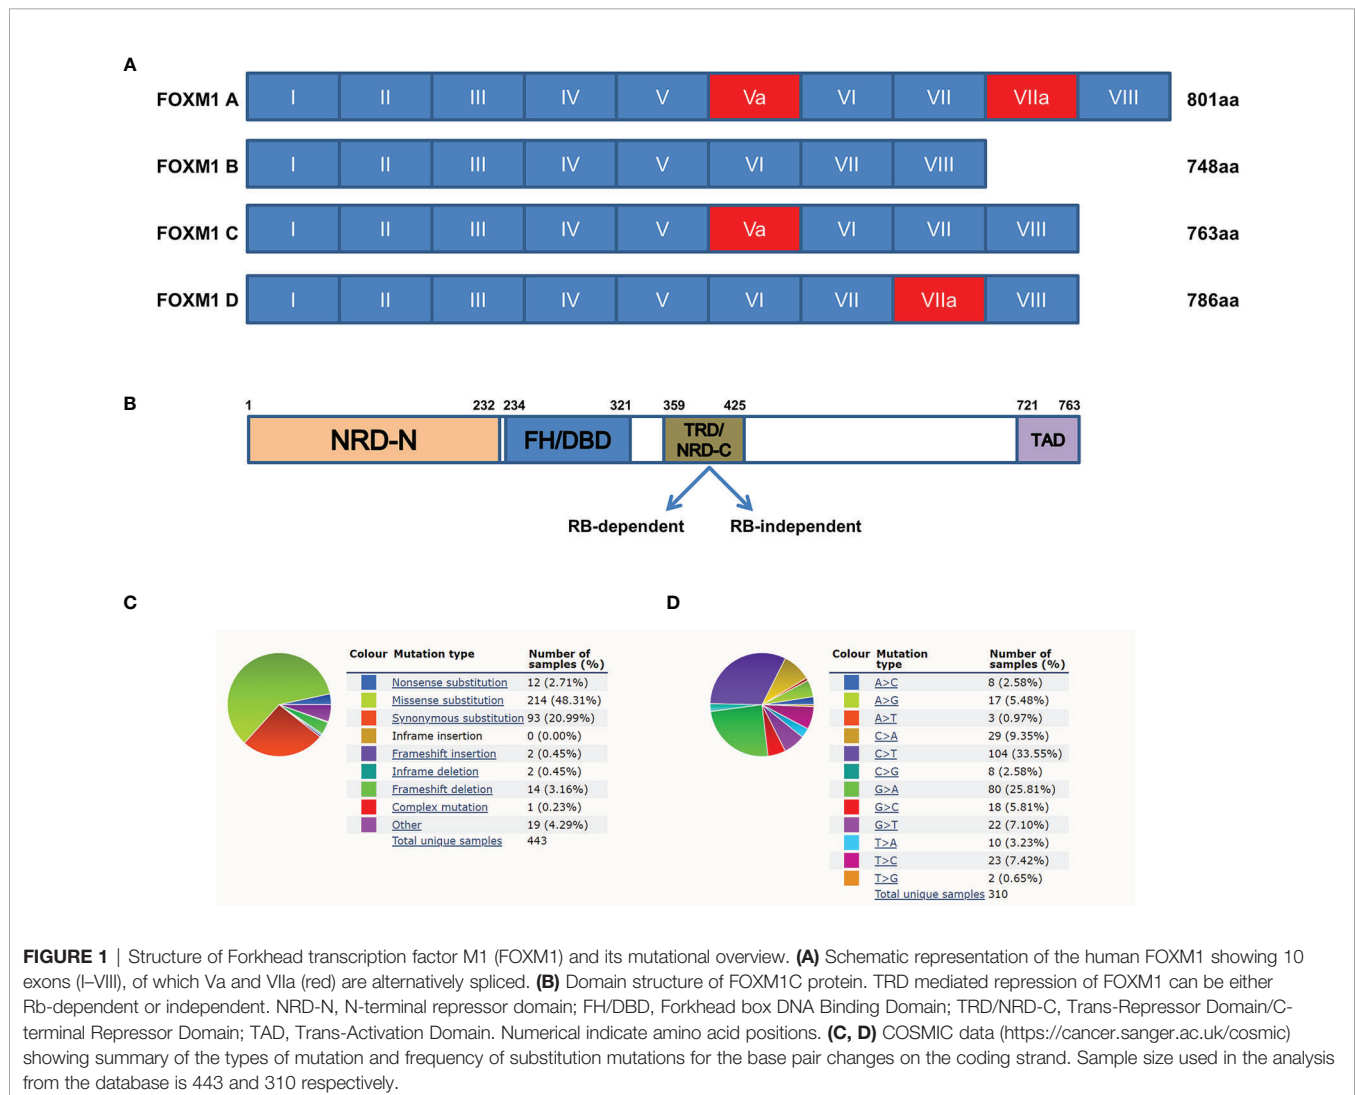 A
FOXM1 A I II III IV V Va VI VII VIIa VIII 801aa
FOXM1 B I II III IV V VI VII VIII 748aa
FOXM1 C I II III IV V Va VI VII VIII 763aa
FOXM1 D I II III IV V VI VII VIIa VIII 786aa
B
1 232 234 321 359 425 721 763
NRD-N FH/DBD TRD/ NRD-C TAD
RB-dependent RB-independent
C
Colour Mutation type Number of samples (%)
Nonsense substitution 12 (2.71%)
Missense substitution 214 (48.31%)
Synonymous substitution 93 (20.99%)
Inframe insertion 0 (0.00%)
Frameshift insertion 2 (0.45%)
Inframe deletion 2 (0.45%)
Frameshift deletion 14 (3.16%)
Complex mutation 1 (0.23%)
Other 19 (4.29%)
Total unique samples 443
D
Colour Mutation type Number of samples (%)
A>C 8 (2.58%)
A>G 17 (5.48%)
A>T 3 (0.97%)
C>A 29 (9.35%)
C>T 104 (33.55%)
C>G 8 (2.58%)
G>A 80 (25.81%)
G>C 18 (5.81%)
G>T 22 (7.10%)
T>A 10 (3.23%)
T>C 23 (7.42%)
T>G 2 (0.65%)
Total unique samples 310
FIGURE 1 | Structure of Forkhead transcription factor M1 (FOXM1) and its mutational overview. (A) Schematic representation of the human FOXM1 showing 10
exons (I–VIII), of which Va and VIIa (red) are alternatively spliced. (B) Domain structure of FOXM1C protein. TRD mediated repression of FOXM1 can be either
Rb-dependent or independent. NRD-N, N-terminal repressor domain; FH/DBD, Forkhead box DNA Binding Domain; TRD/NRD-C, Trans-Repressor Domain/C-
terminal Repressor Domain; TAD, Trans-Activation Domain. Numerical indicate amino acid positions. (C, D) COSMIC data (https://cancer.sanger.ac.uk/cosmic)
showing summary of the types of mutation and frequency of substitution mutations for the base pair changes on the coding strand. Sample size used in the analysis
from the database is 443 and 310 respectively.